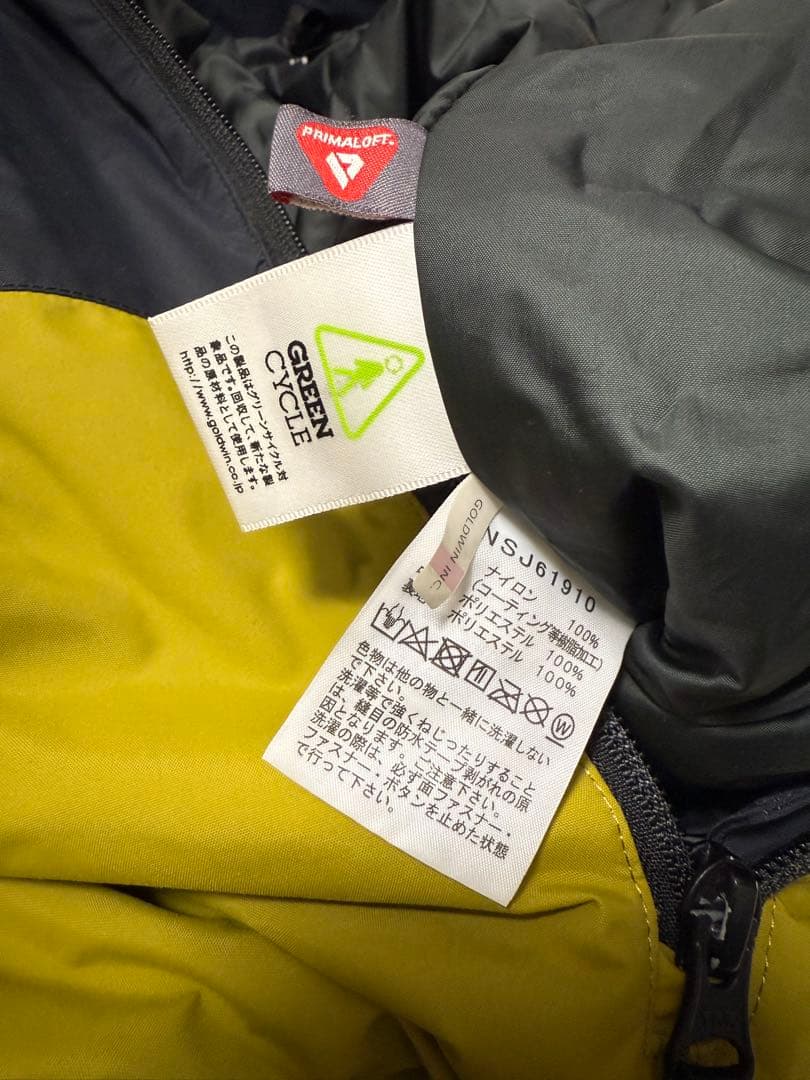 PRIMALOFT®
GREEN
CYCLE
この製品はグリーンサイクル対
象品です。回収して、新たな製
品の原材料として使用します。
http://www.goldwin.co.jp
GOLDWIN INC.
NSJ61910
ナイロン 100%
(コーティング等樹脂加工)
ポリエステル 100%
ポリエステル 100%
W
色物は他の物と一緒に洗濯しない
で下さい。
洗濯等で強くねじったりすること
は、縫目の防水テープ剥がれの原
因となります。ご注意下さい。
洗濯の際は、必ず面ファスナー・
ファスナー・ボタンを止めた状態
で行って下さい。